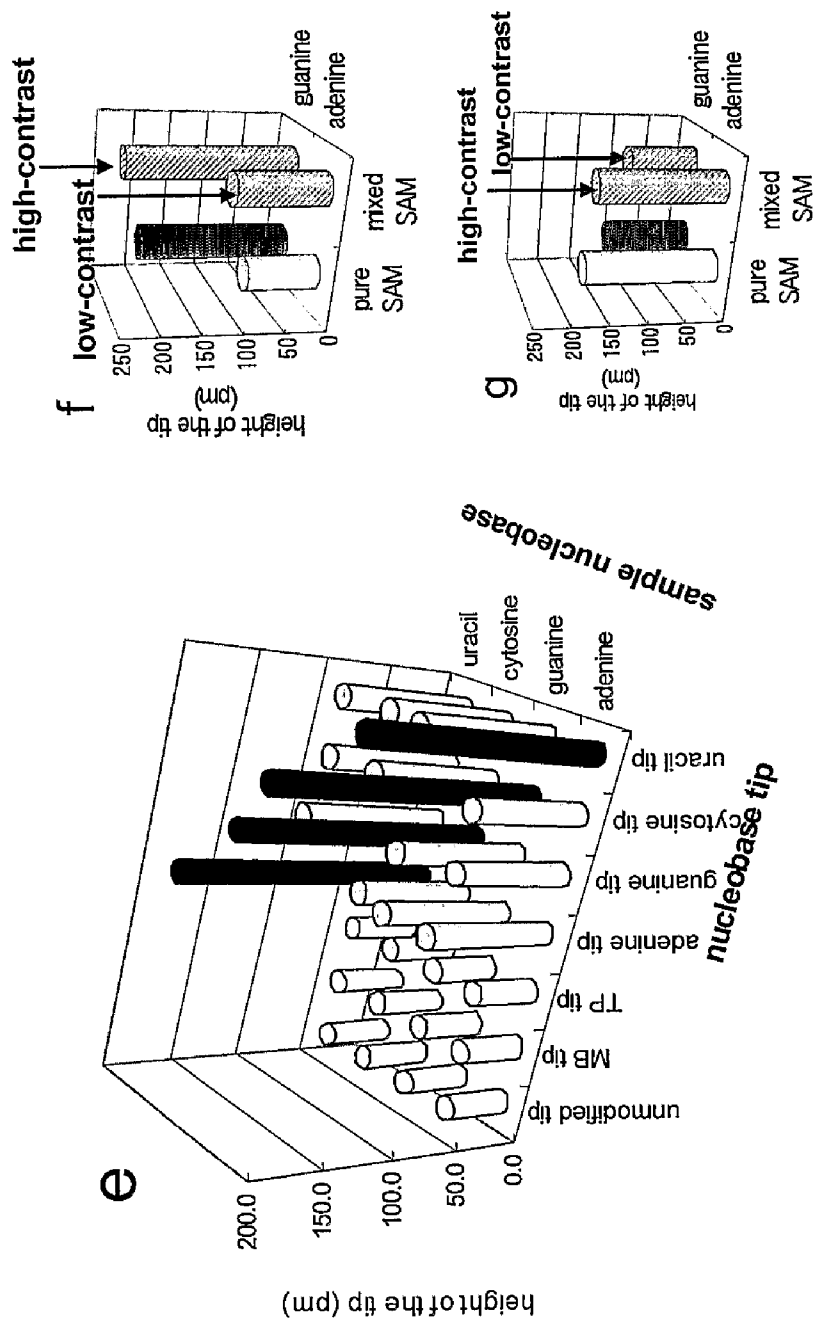 e
height of the tip (pm)
200.0
150.0
100.0
50.0
0.0
unmodified tip
MB tip
TP tip
adenine tip
guanine tip
cytosine tip
uracil tip
nucleobase tip
uracil
cytosine
guanine
adenine
sample nucleobase
f
height of the tip
(pm)
250
200
150
100
50
0
low-contrast
high-contrast
pure
SAM
mixed
SAM
guanine
adenine
g
height of the tip
(pm)
250
200
150
100
50
0
high-contrast
low-contrast
pure
SAM
mixed
SAM
guanine
adenine